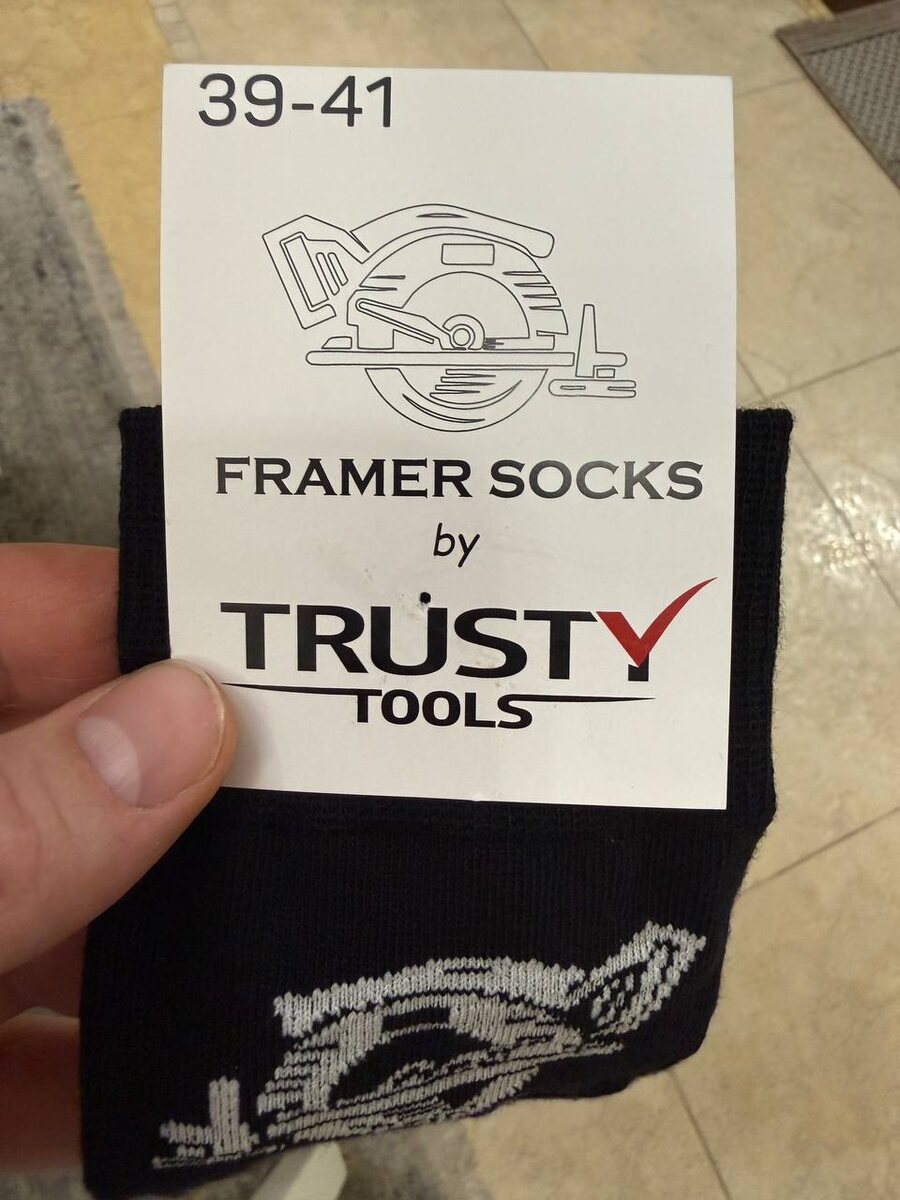 39-41
FRAMER SOCKS
by
TRUSTY
TOOLS